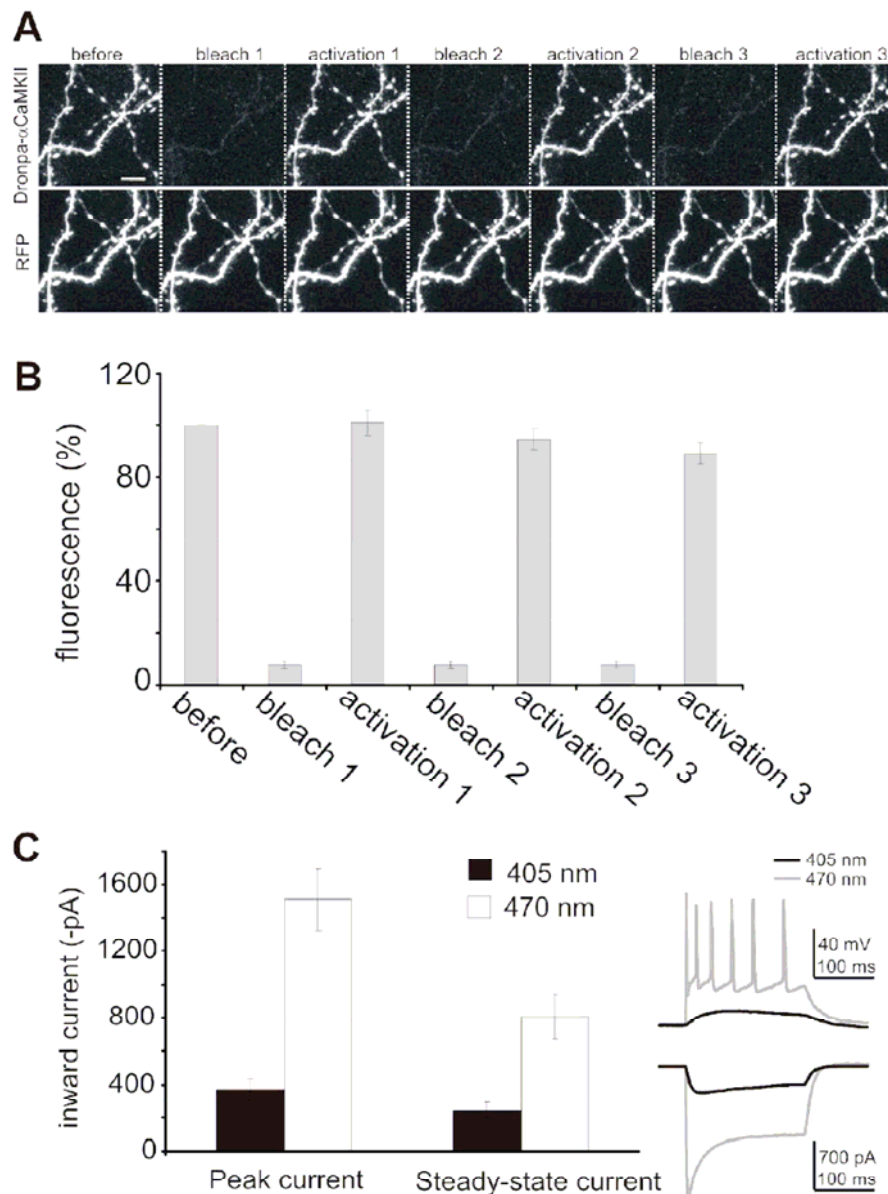 A
before bleach 1 activation 1 bleach 2 activation 2 bleach 3 activation 3
Dronpa-αCaMKII
RFP
B
fluorescence (%)
120
80
40
0
before bleach 1 activation 1 bleach 2 activation 2 bleach 3 activation 3
C
inward current (-pA)
1600
1200
800
400
0
405 nm
470 nm
Peak current Steady-state current
405 nm
470 nm
40 mV
100 ms
700 pA
100 ms